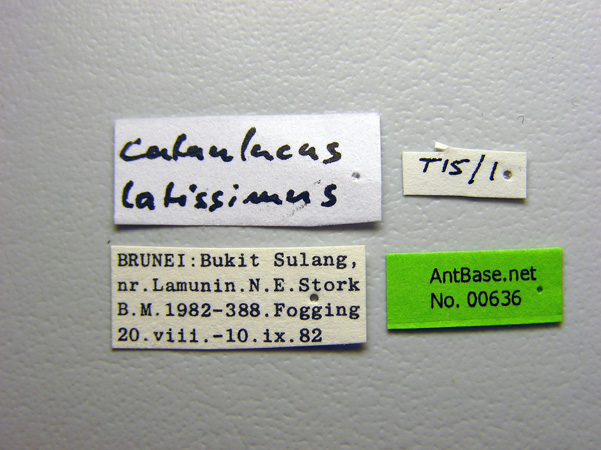 Cataulacus
latissimus
T15/1
BRUNEI:Bukit Sulang,
nr.Lamunin.N.E.Stork
B.M.1982-388.Fogging
20.viii.-10.ix.82
AntBase.net
No. 00636